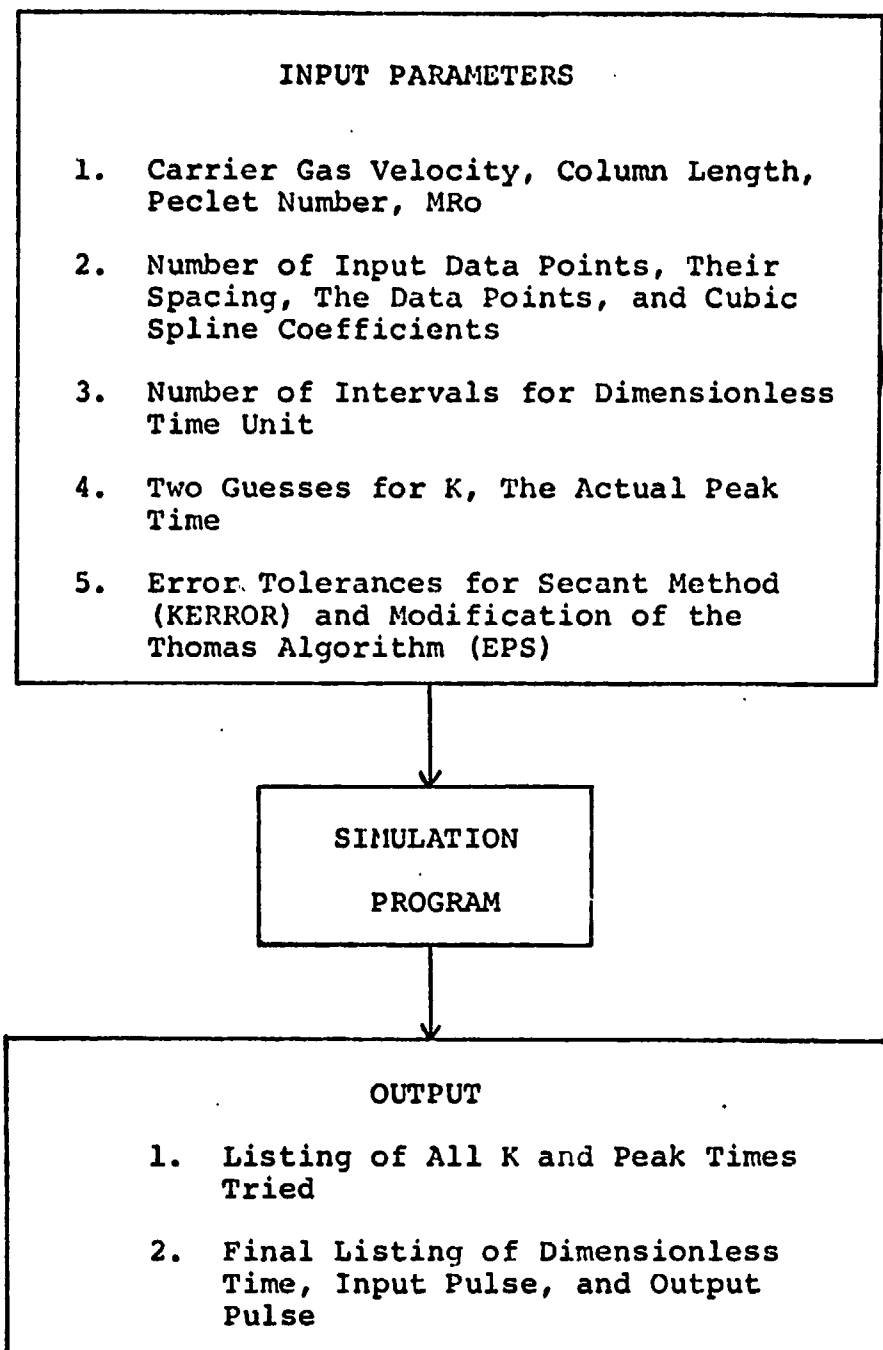 INPUT PARAMETERS
1. Carrier Gas Velocity, Column Length,
Peclet Number, MRo
2. Number of Input Data Points, Their
Spacing, The Data Points, and Cubic
Spline Coefficients
3. Number of Intervals for Dimensionless
Time Unit
4. Two Guesses for K, The Actual Peak
Time
5. Error Tolerances for Secant Method
(KERROR) and Modification of the
Thomas Algorithm (EPS)
SIMULATION
PROGRAM
OUTPUT
1. Listing of All K and Peak Times
Tried
2. Final Listing of Dimensionless
Time, Input Pulse, and Output
Pulse